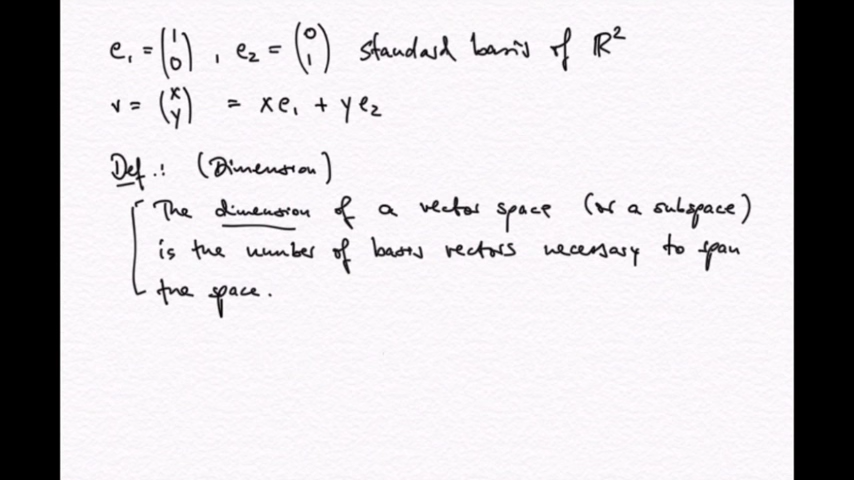 e₁ = (1 0) , e₂ = (0 1) standard basis of ℝ²
v = (x y) = xe₁ + ye₂
Def.: (Dimension)
The dimension of a vector space (or a subspace)
is the number of basis vectors necessary to span
the space.